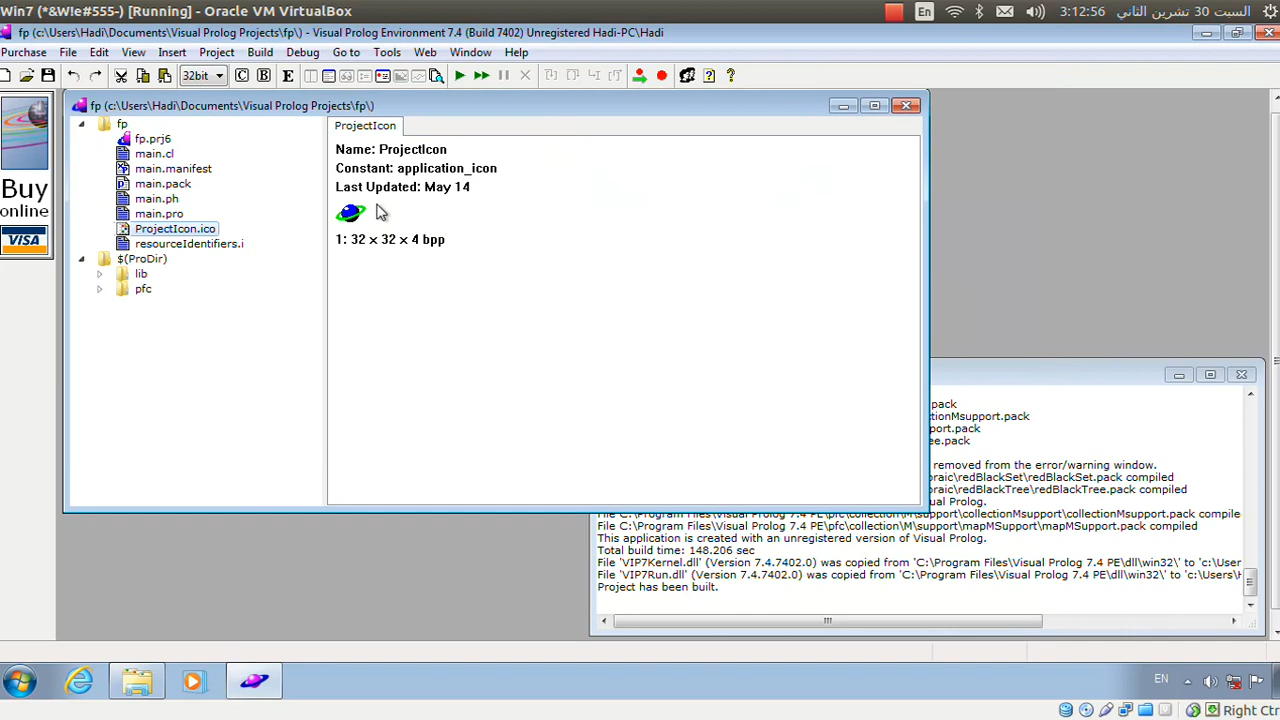 Win7 (*&W!e#555-) [Running] - Oracle VM VirtualBox
En
3:12:56 السبت 30 تشرين الثاني
fp (c:\Users\Hadi\Documents\Visual Prolog Projects\fp\) - Visual Prolog Environment 7.4 (Build 7402) Unregistered Hadi-PC\Hadi
Purchase File Edit View Insert Project Build Debug Go to Tools Web Window Help
32bit C B E
fp (c:\Users\Hadi\Documents\Visual Prolog Projects\fp\)
Buy
online
VISA
fp
fp.prj6
main.cl
main.manifest
main.pack
main.ph
main.pro
ProjectIcon.ico
resourceIdentifiers.i
$(ProDir)
lib
pfc
ProjectIcon
Name: ProjectIcon
Constant: application_icon
Last Updated: May 14
1: 32 × 32 × 4 bpp
.pack
ollectionMsupport.pack
port.pack
ee.pack
removed from the error/warning window.
braic\redBlackSet\redBlackSet.pack compiled
braic\redBlackTree\redBlackTree.pack compiled
ual Prolog.
File C:\Program Files\Visual Prolog 7.4 PE\pfc\collection\M\support\collectionMsupport.pack compile
File C:\Program Files\Visual Prolog 7.4 PE\pfc\collection\M\support\mapMSupport\mapMSupport.pack compiled
This application is created with an unregistered version of Visual Prolog.
Total build time: 148.206 sec
File 'VIP7Kernel.dll' (Version 7.4.7402.0) was copied from 'C:\Program Files\Visual Prolog 7.4 PE\dll\win32\' to 'c:\User
File 'VIP7Run.dll' (Version 7.4.7402.0) was copied from 'C:\Program Files\Visual Prolog 7.4 PE\dll\win32\' to 'c:\Users\H
Project has been built.
EN
Right Ctr